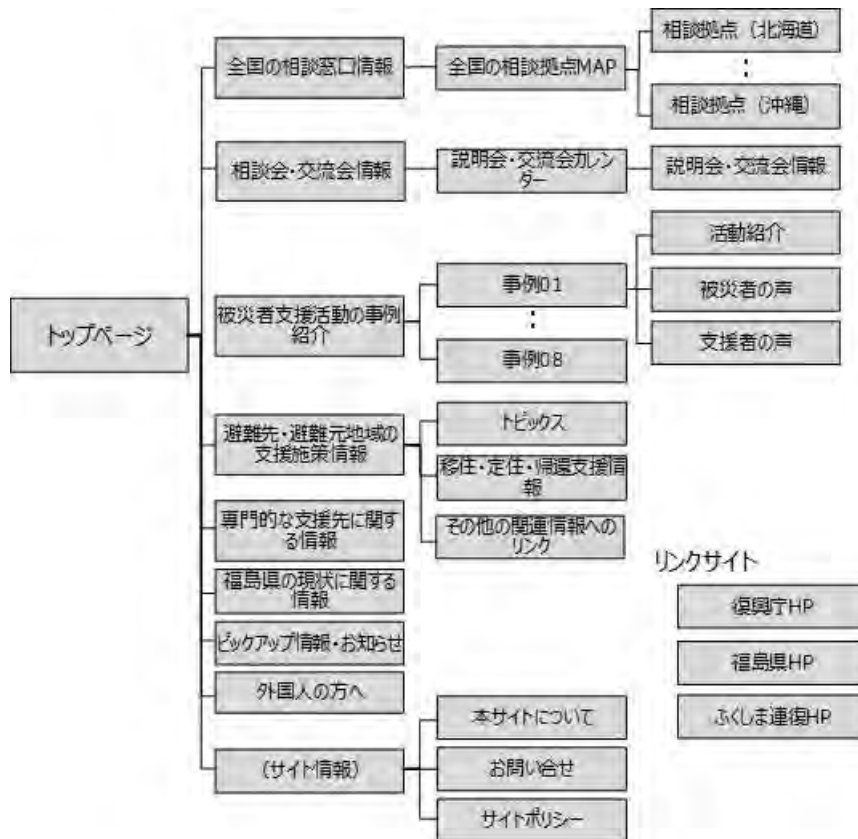 トップページ
全国の相談窓口情報
全国の相談拠点MAP
相談拠点（北海道）
相談拠点（沖縄）
相談会・交流会情報
説明会・交流会カレン
ダー
説明会・交流会情報
被災者支援活動の事例
紹介
事例01
活動紹介
被災者の声
支援者の声
事例08
避難先・避難元地域の
支援施策情報
トピックス
移住・定住・帰還支援情
報
その他の関連情報への
リンク
専門的な支援先に関す
る情報
福島県の現状に関する
情報
ピックアップ情報・お知らせ
外国人の方へ
（サイト情報）
本サイトについて
お問い合せ
サイトポリシー
リンクサイト
復興庁HP
福島県HP
ふくしま連復HP